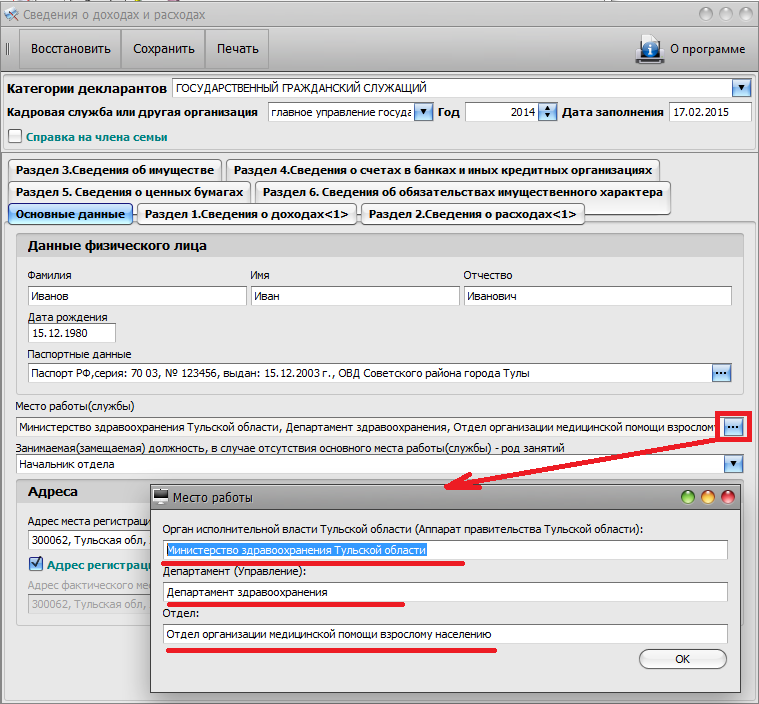 Сведения о доходах и расходах
Восстановить Сохранить Печать О программе
Категории декларантов ГОСУДАРСТВЕННЫЙ ГРАЖДАНСКИЙ СЛУЖАЩИЙ
Кадровая служба или другая организация главное управление госуда Год 2014 Дата заполнения 17.02.2015
Справка на члена семьи
Раздел 3.Сведения об имуществе Раздел 4.Сведения о счетах в банках и иных кредитных организациях
Раздел 5. Сведения о ценных бумагах Раздел 6. Сведения об обязательствах имущественного характера
Основные данные Раздел 1.Сведения о доходах<1> Раздел 2.Сведения о расходах<1>
Данные физического лица
Фамилия Имя Отчество
Иванов Иван Иванович
Дата рождения
15.12.1980
Паспортные данные
Паспорт РФ,серия: 70 03, № 123456, выдан: 15.12.2003 г., ОВД Советского района города Тулы ...
Место работы(службы)
Министерство здравоохранения Тульской области, Департамент здравоохранения, Отдел организации медицинской помощи взрослом ...
Занимаемая(замещаемая) должность, в случае отсутствия основного места работы(службы) - род занятий
Начальник отдела
Адреса
Место работы
Адрес места регистраци
Орган исполнительной власти Тульской области (Аппарат правительства Тульской области):
300062, Тульская обл,
Министерство здравоохранения Тульской области
Адрес регистраци
Департамент (Управление):
Адрес фактического ме
Департамент здравоохранения
300062, Тульская обл ,
Отдел:
Отдел организации медицинской помощи взрослому населению
OK